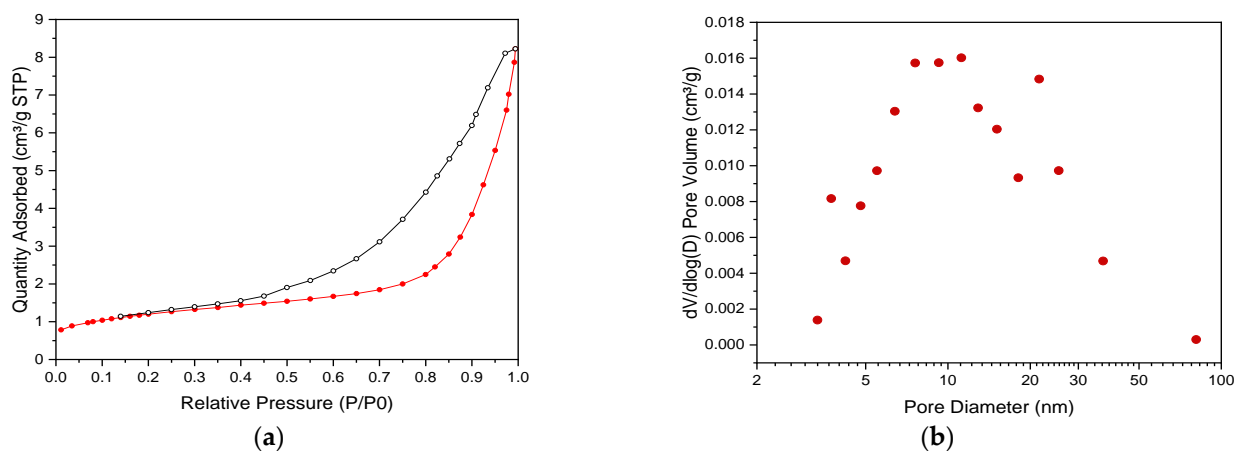 9
8
7
6
5
4
3
2
1
0
Quantity Adsorbed (cm³/g STP)
0.0 0.1 0.2 0.3 0.4 0.5 0.6 0.7 0.8 0.9 1.0
Relative Pressure (P/P0)
(a)
0.018
0.016
0.014
0.012
0.010
0.008
0.006
0.004
0.002
0.000
dV/dlog(D) Pore Volume (cm³/g)
2 5 10 20 30 50 100
Pore Diameter (nm)
(b)